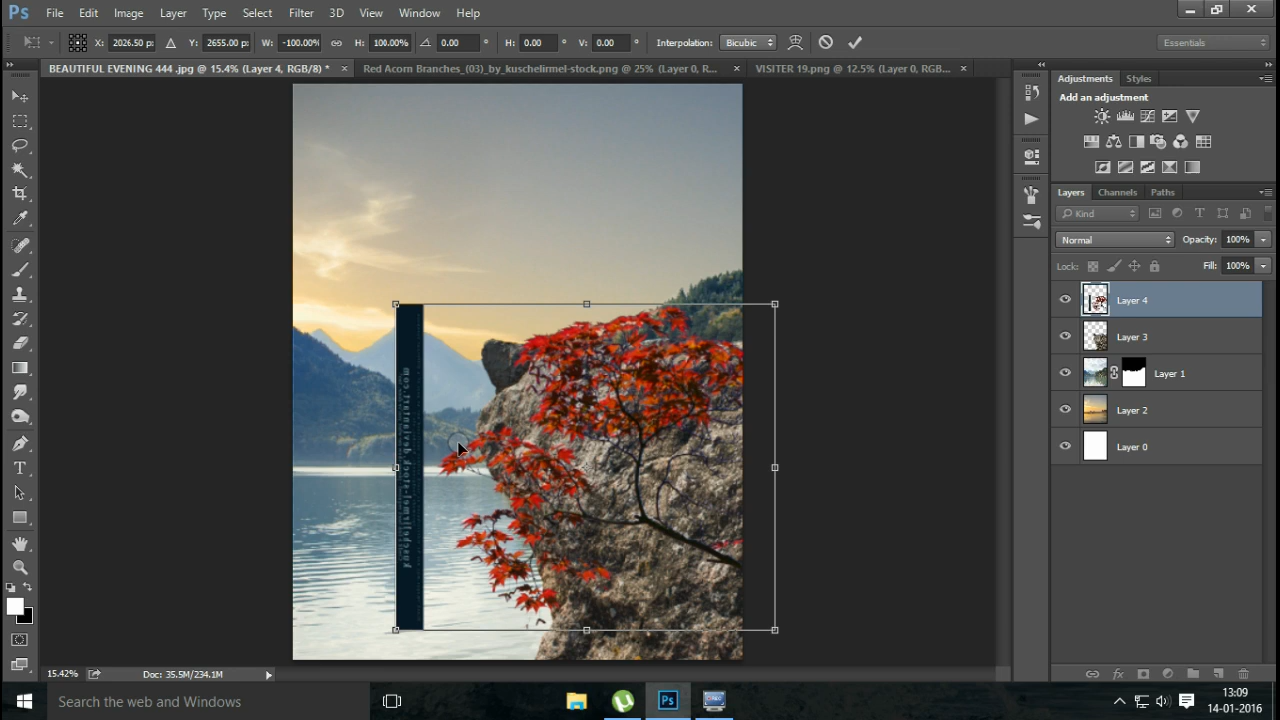 Ps File Edit Image Layer Type Select Filter 3D View Window Help
X: 2026.50 px Y: 2655.00 px W: -100.00% H: 100.00% 0.00 ° H: 0.00 ° V: 0.00 ° Interpolation: Bicubic Essentials
BEAUTIFUL EVENING 444 .jpg @ 15.4% (Layer 4, RGB/8) * × Red Acorn Branches_(03)_by_kuschelirmel-stock.png @ 25% (Layer 0, R... × VISITER 19.png @ 12.5% (Layer 0, RGB... ×
Adjustments Styles
Add an adjustment
Layers Channels Paths
Kind
Normal Opacity: 100%
Lock: Fill: 100%
Layer 4
Layer 3
Layer 1
Layer 2
Layer 0
kuschelirmel-stock.deviantart.com
15.42% Doc: 35.5M/234.1M
Search the web and Windows
Ps
13:09
14-01-2016